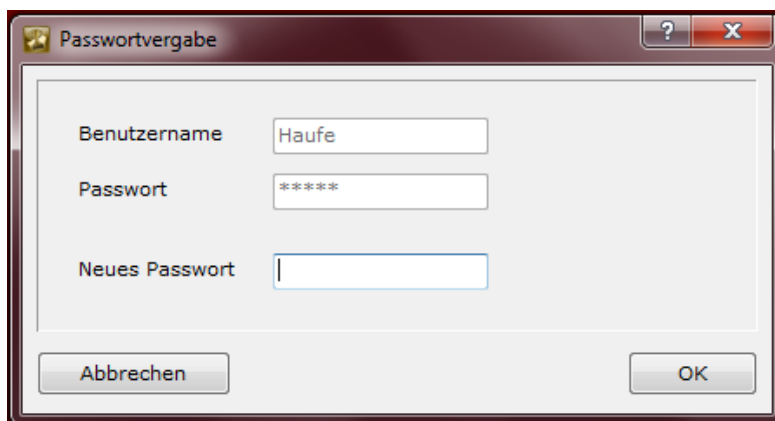 Passwortvergabe
Benutzername Haufe
Passwort *****
Neues Passwort
Abbrechen OK